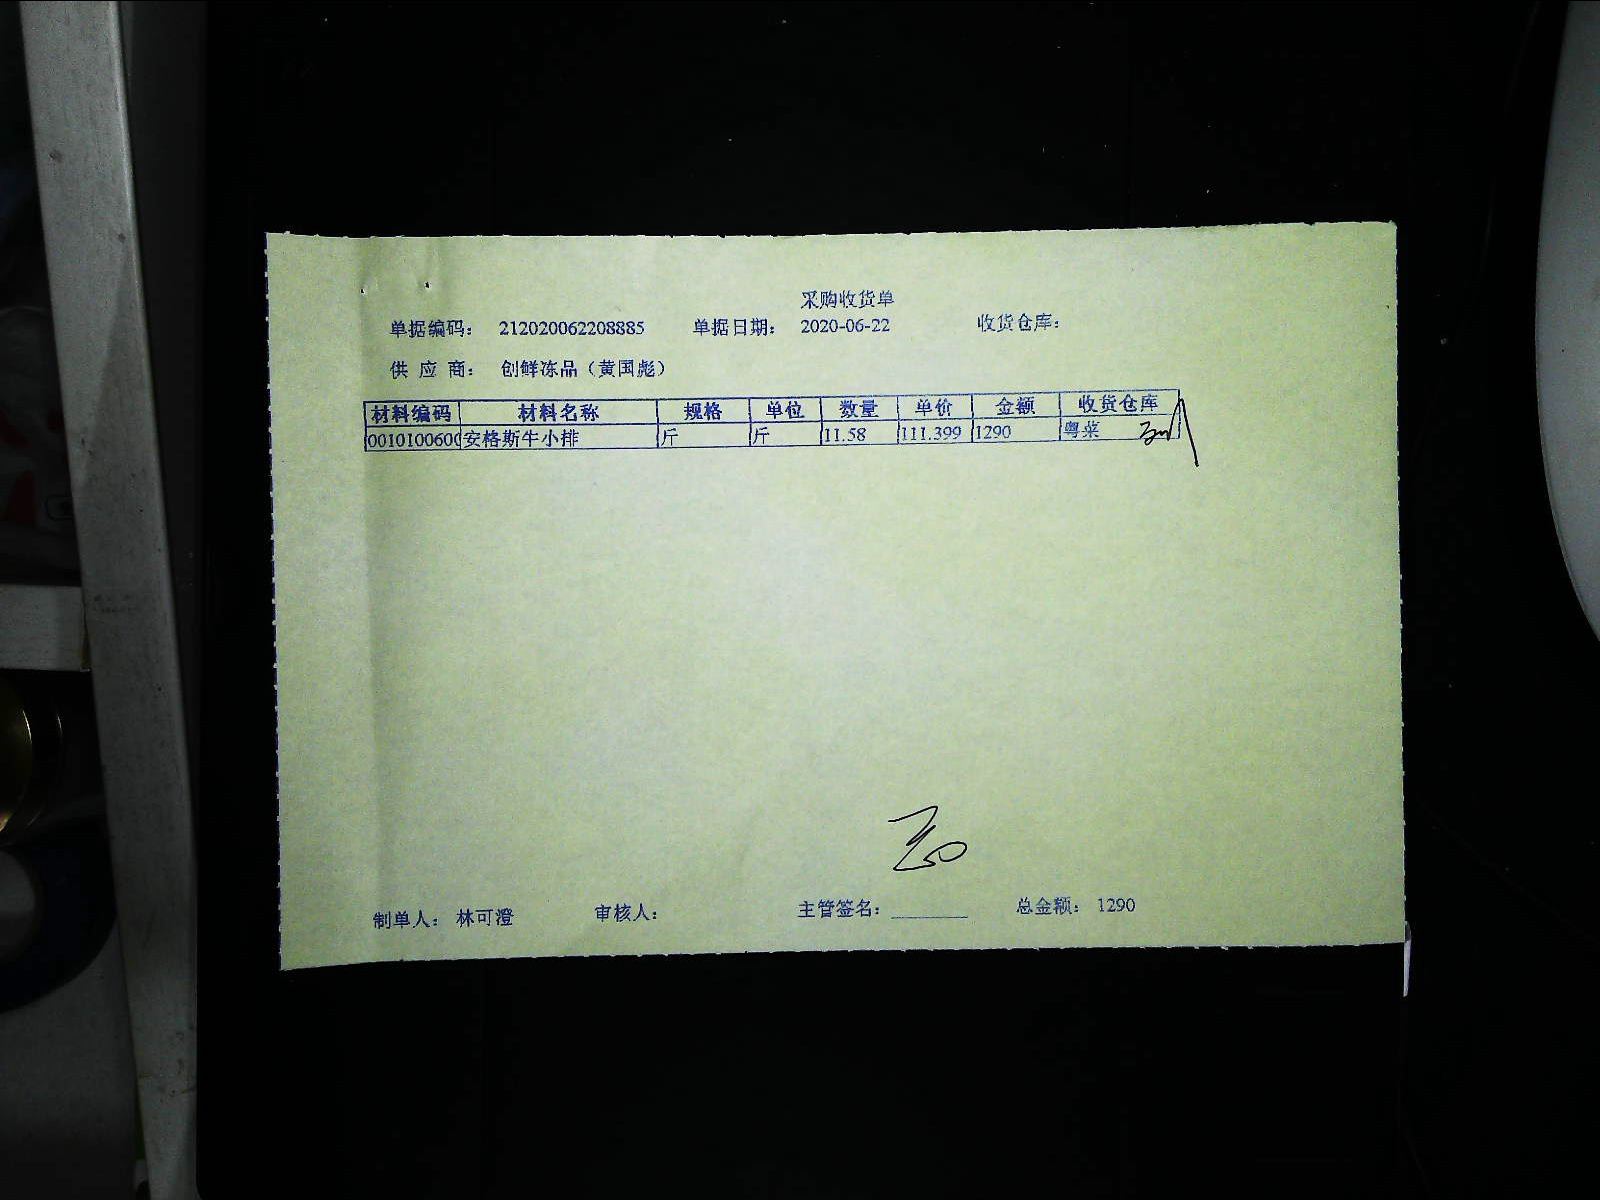 采购收货单
单据编码： 212020062208885 单据日期： 2020-06-22 收货仓库：
供 应 商： 创鲜冻品（黄国彪）
材料编码 材料名称 规格 单位 数量 单价 金额 收货仓库
0010100600 安格斯牛小排 斤 斤 11.58 111.399 1290 粤菜
制单人： 林可澄 审核人： 主管签名： 总金额： 1290